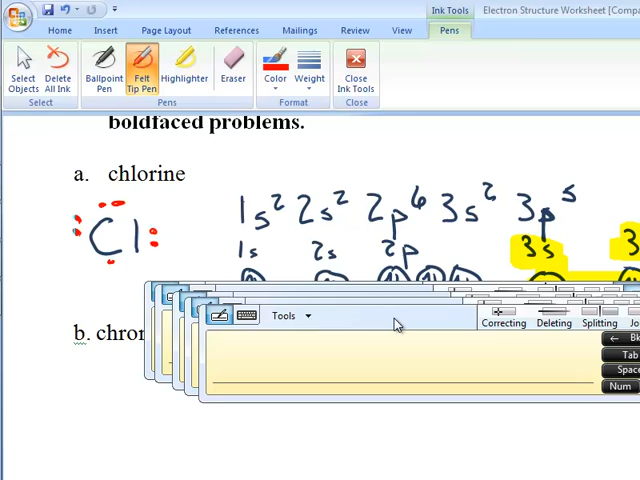 Ink Tools
Electron Structure Worksheet [Compa
Home Insert Page Layout References Mailings Review View Pens
Select Objects
Delete All Ink
Ballpoint Pen
Felt Tip Pen
Highlighter
Eraser
Color
Weight
Close Ink Tools
Select Pens Format Close
boldfaced problems.
a. chlorine
Cl
1s² 2s² 2p⁶ 3s² 3p⁵
1s 2s 2p 3s 3
b. chron
Tools
Correcting Deleting Splitting Jo
Bk
Tab
Space
Num